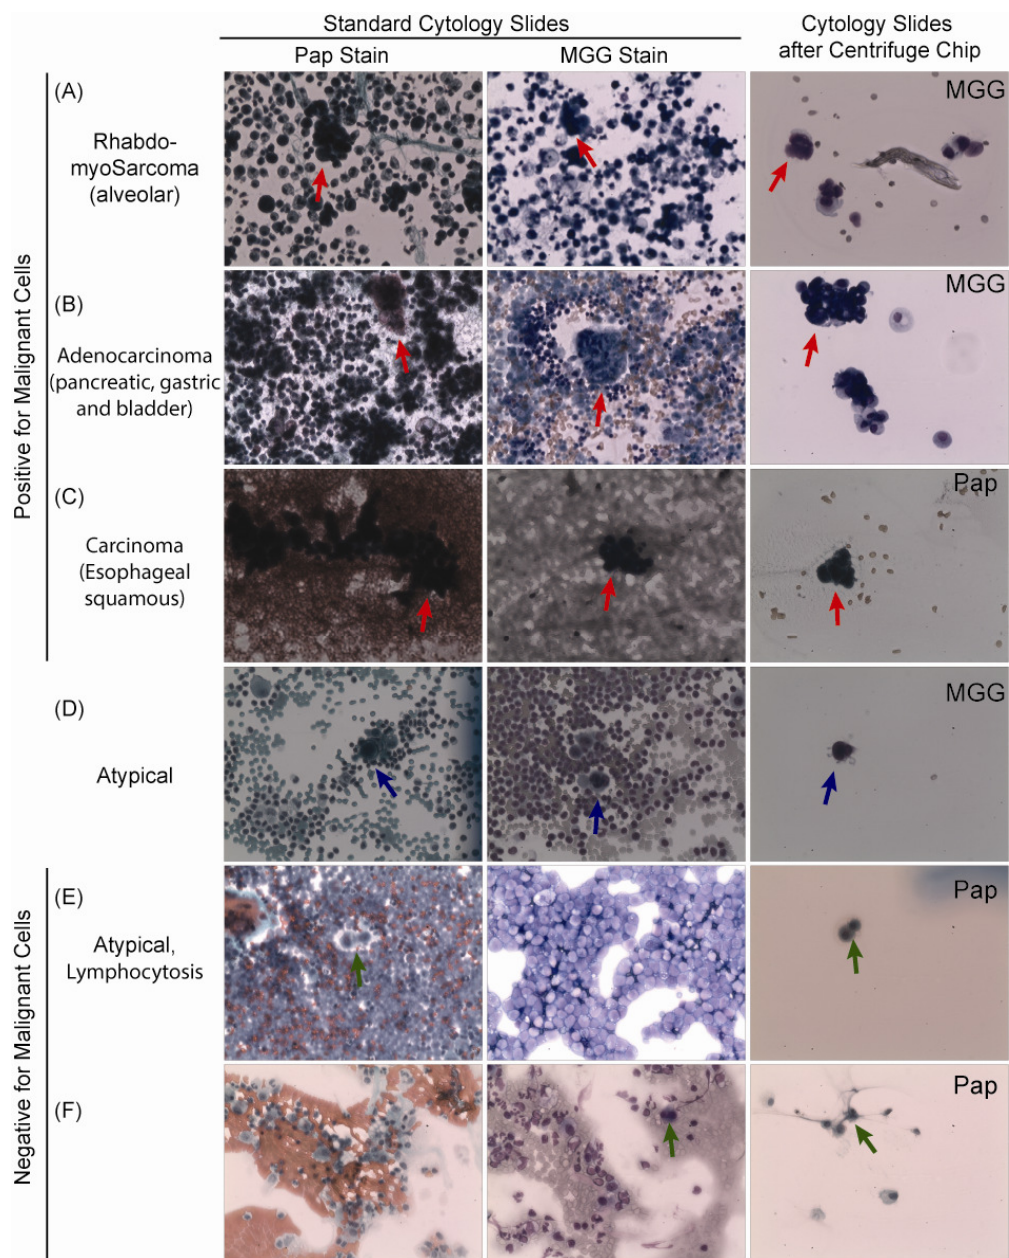 Standard Cytology Slides
Cytology Slides
after Centrifuge Chip
Pap Stain
MGG Stain
Positive for Malignant Cells
(A)
Rhabdo-
myoSarcoma
(alveolar)
MGG
(B)
Adenocarcinoma
(pancreatic, gastric
and bladder)
MGG
(C)
Carcinoma
(Esophageal
squamous)
Pap
(D)
Atypical
MGG
Negative for Malignant Cells
(E)
Atypical,
Lymphocytosis
Pap
(F)
Pap